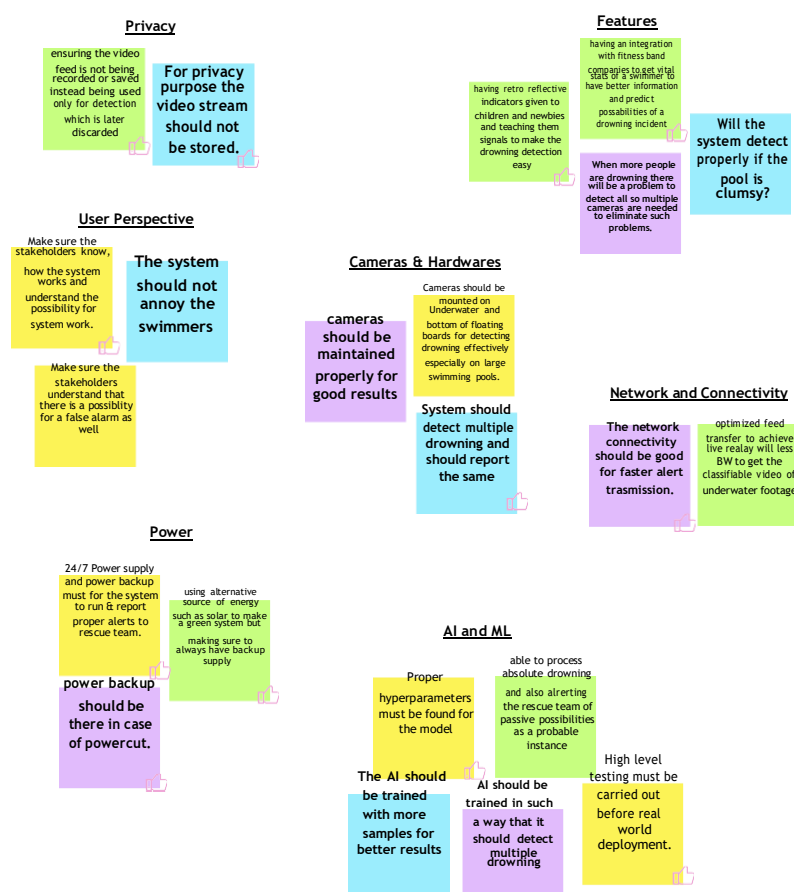 Privacy
ensuring the video
feed is not being
recorded or saved
instead being used
only for detection
which is later
discarded
For privacy
purpose the
video stream
should not
be stored.
Features
having an integration
with fitness band
companies to get vital
stats of a swimmer to
have better information
and predict
possabilities of a
drowning incident
having retro reflective
indicators given to
children and newbies
and teaching them
signals to make the
drowning detection
easy
Will the
system detect
properly if the
pool is
clumsy?
When more people
are drowning there
will be a problem to
detect all so multiple
cameras are needed
to eliminate such
problems.
User Perspective
Make sure the
stakeholders know,
how the system
works and
understand the
possibility for
system work.
The system
should not
annoy the
swimmers
Make sure the
stakeholders
understand that
there is a possiblity
for a false alarm as
well
Cameras & Hardwares
cameras
should be
maintained
properly for
good results
Cameras should be
mounted on
Underwater and
bottom of floating
boards for detecting
drowning effectively
especially on large
swimming pools.
System should
detect multiple
drowning and
should report
the same
Network and Connectivity
The network
connectivity
should be good
for faster alert
trasmission.
optimized feed
transfer to achieve
live realay will less
BW to get the
classifiable video of
underwater footage
Power
24/7 Power supply
and power backup
must for the system
to run & report
proper alerts to
rescue team.
using alternative
source of energy
such as solar to make
a green system but
making sure to
always have backup
supply
power backup
should be
there in case
of powercut.
AI and ML
Proper
hyperparameters
must be found for
the model
able to process
absolute drowning
and also alrerting
the rescue team of
passive possibilities
as a probable
instance
The AI should
be trained
with more
samples for
better results
AI should be
trained in such
a way that it
should detect
multiple
drowning
High level
testing must be
carried out
before real
world
deployment.